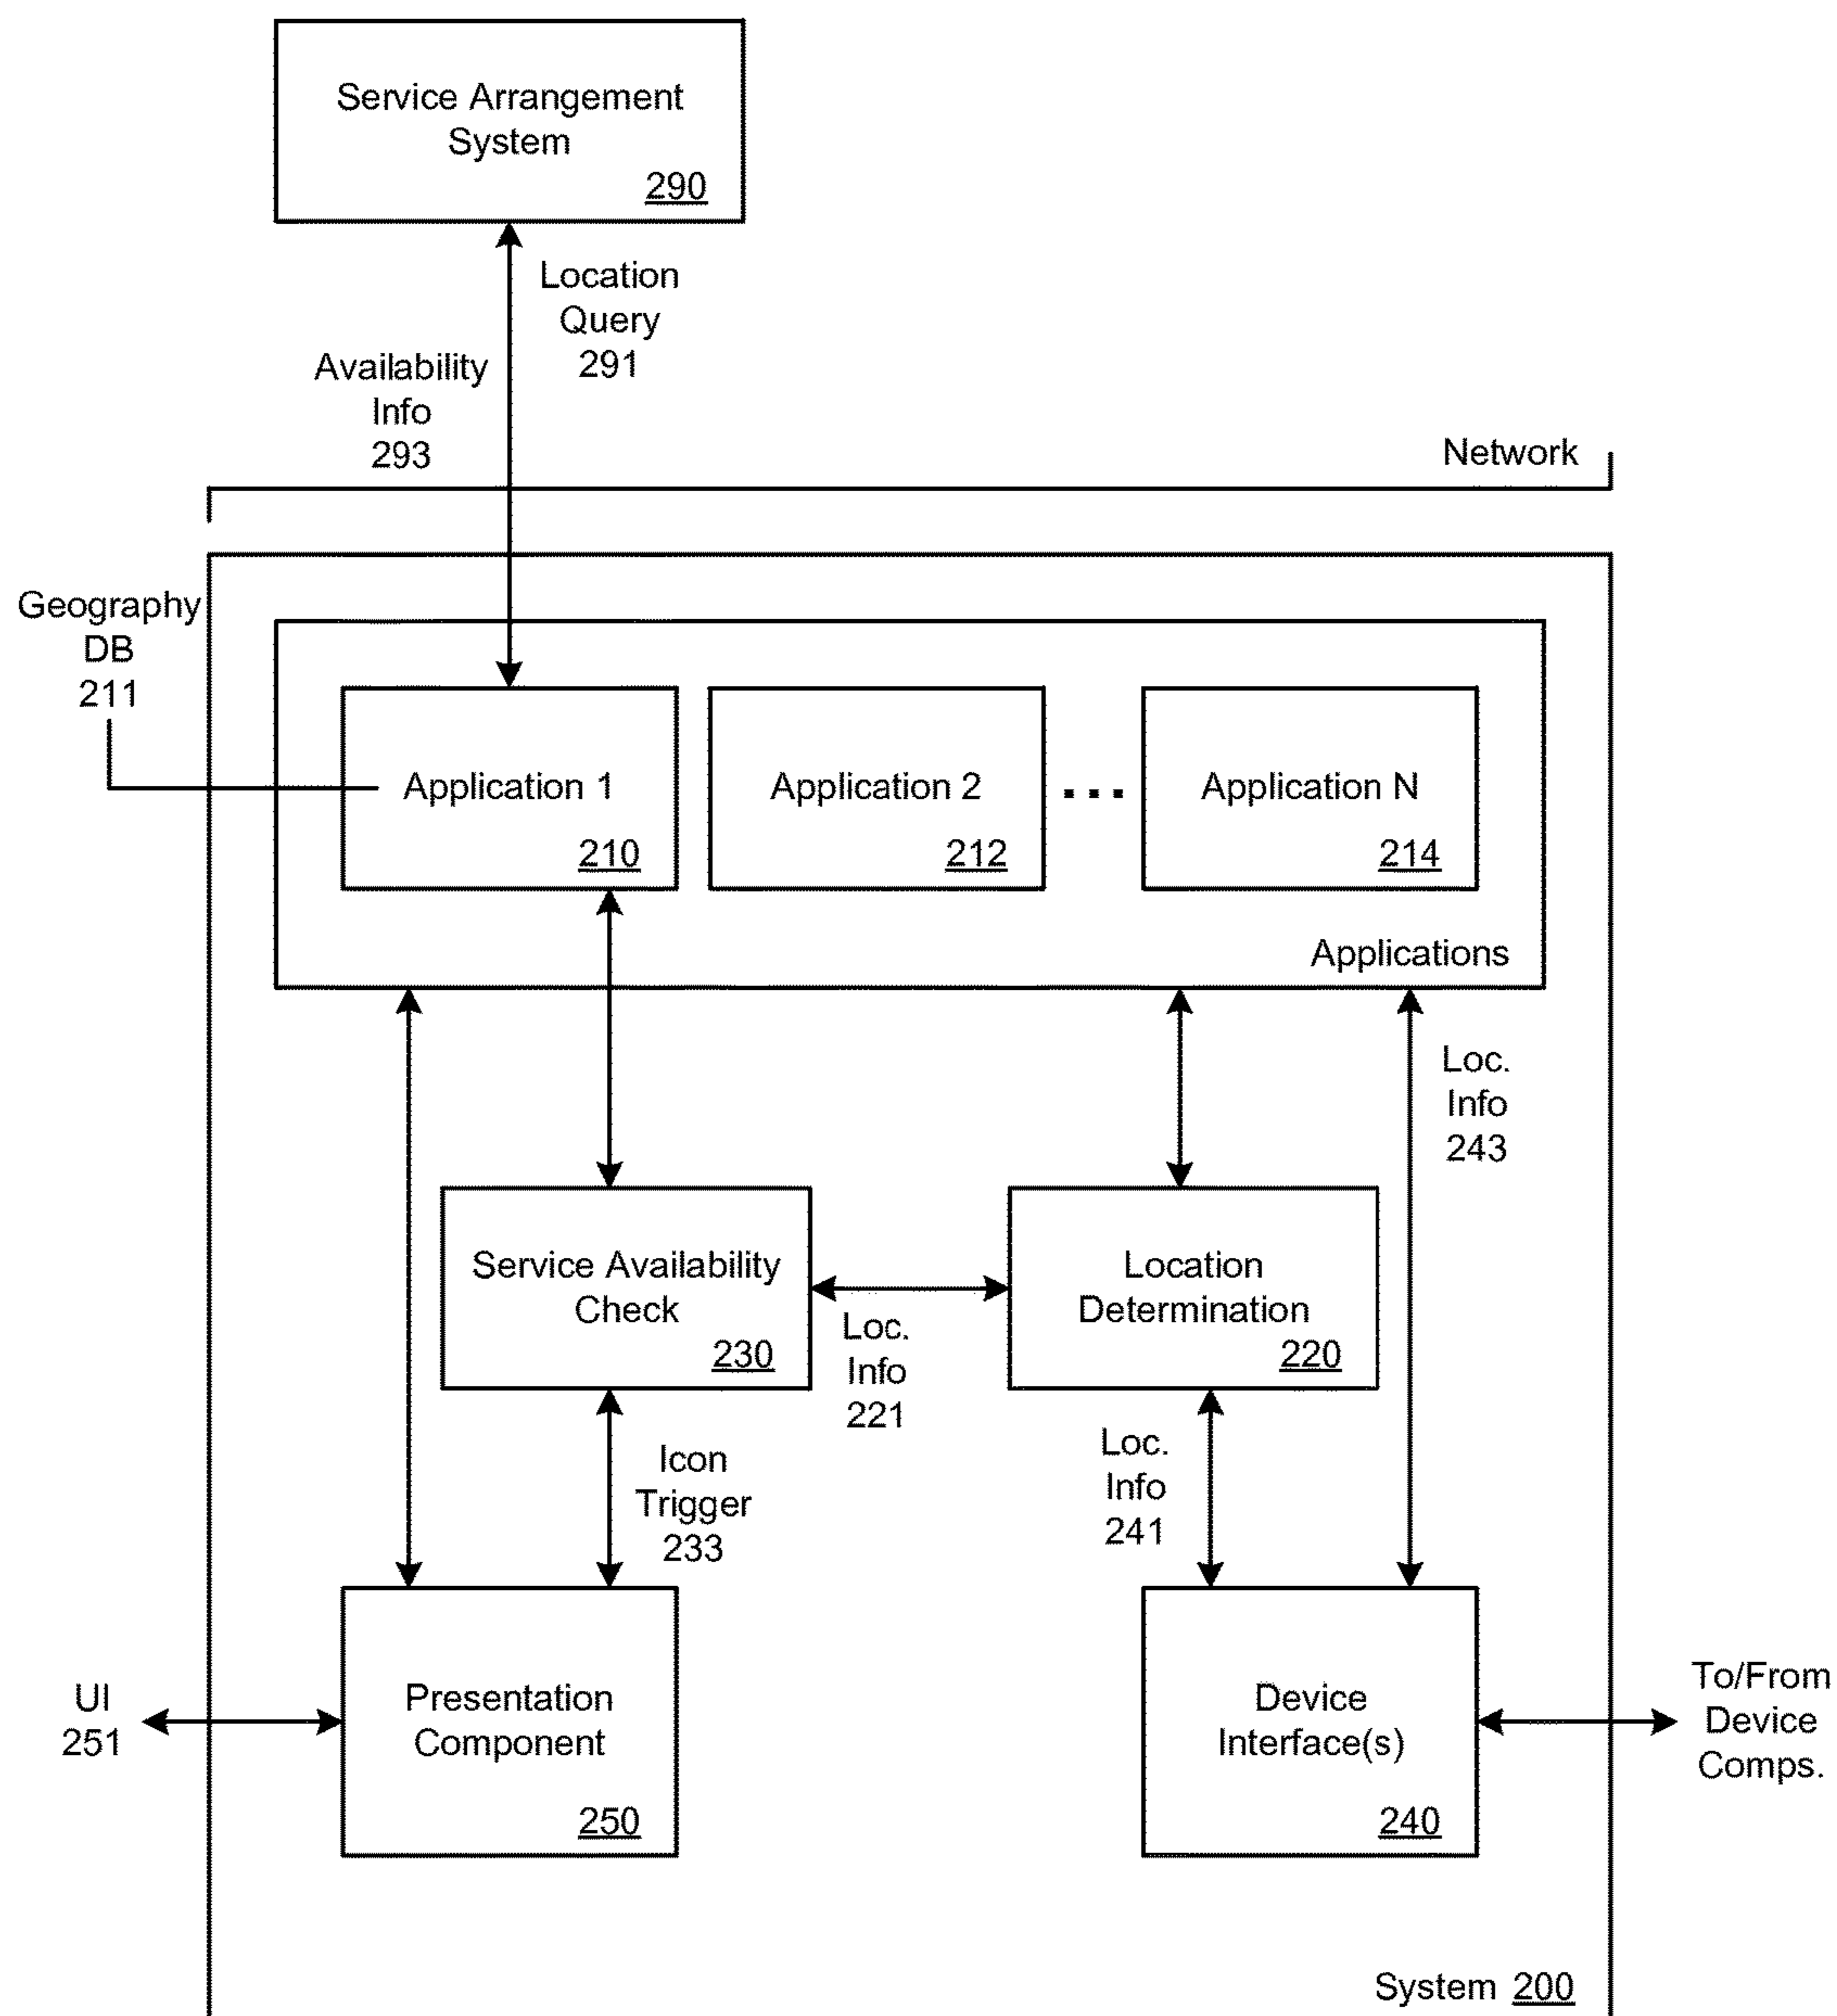 Service Arrangement
System
290
Location
Query
291
Availability
Info
293
Network
Geography
DB
211
Application 1
210
Application 2
212
...
Application N
214
Applications
Loc.
Info
243
Service Availability
Check
230
Loc.
Info
221
Location
Determination
220
Icon
Trigger
233
Loc.
Info
241
UI
251
Presentation
Component
250
Device
Interface(s)
240
To/From
Device
Comps.
System 200